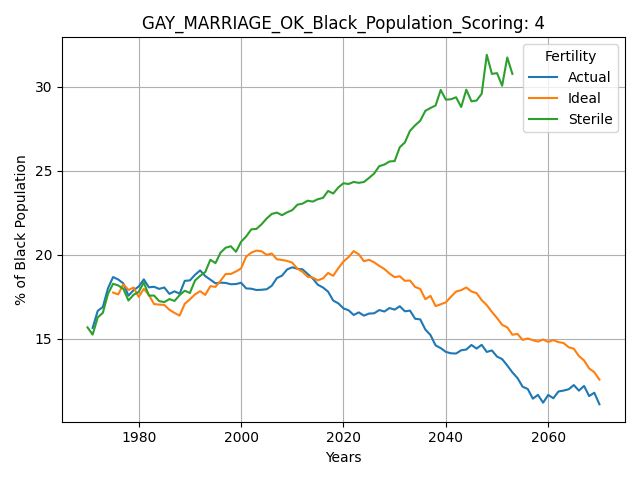 GAY_MARRIAGE_OK_Black_Population_Scoring: 4
Fertility
Actual
Ideal
Sterile
% of Black Population
30
25
20
15
1980
2000
2020
2040
2060
Years